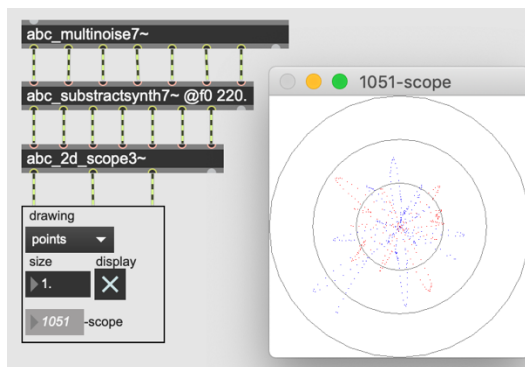 abc_multinoise7~
abc_substractsynth7~ @f0 220.
abc_2d_scope3~
drawing
points
size display
1.
1051 -scope
1051-scope